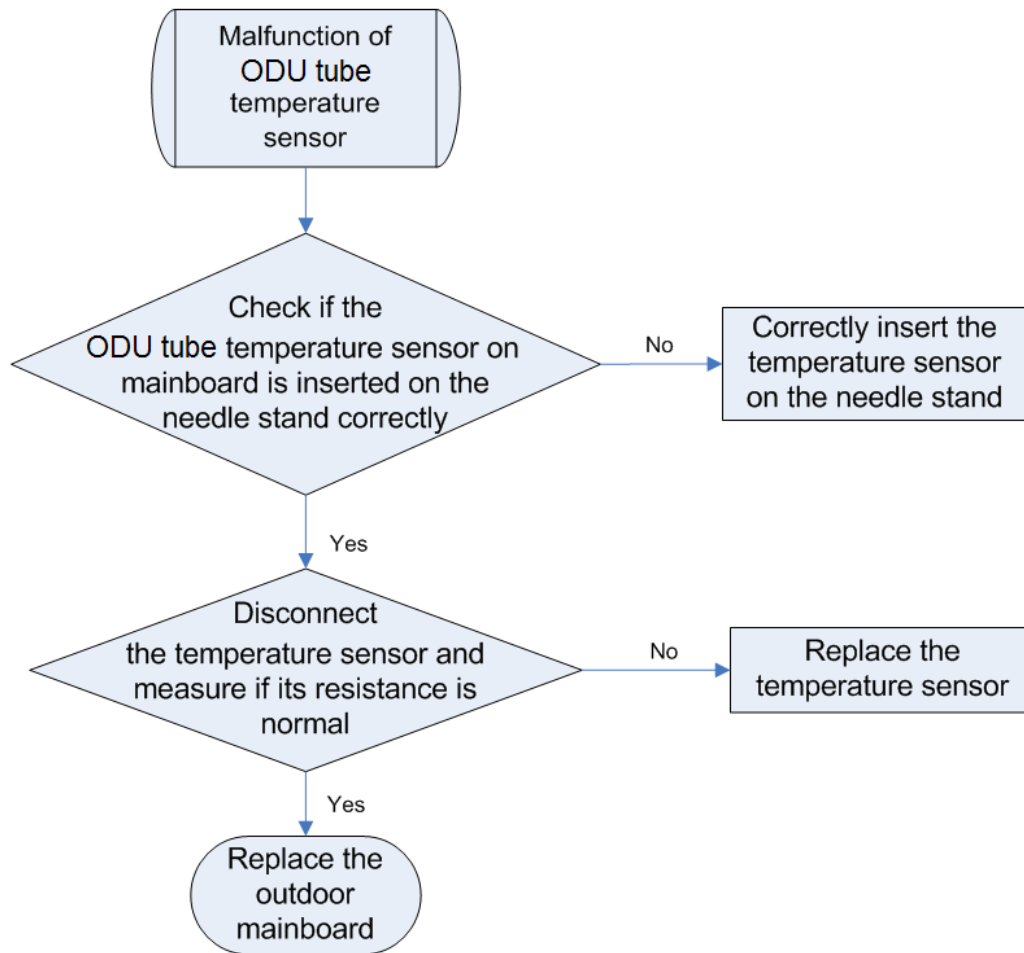 Malfunction of
ODU tube
temperature
sensor
Check if the
ODU tube temperature sensor on
mainboard is inserted on the
needle stand correctly
No
Correctly insert the
temperature sensor
on the needle stand
Yes
Disconnect
the temperature sensor and
measure if its resistance is
normal
No
Replace the
temperature sensor
Yes
Replace the
outdoor
mainboard